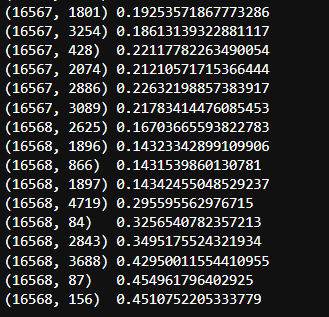 (16567, 1801) 0.19253571867773286
(16567, 3254) 0.18613139322881117
(16567, 428) 0.22117782263490054
(16567, 2074) 0.21210571715366444
(16567, 2886) 0.22632198857383917
(16567, 3089) 0.21783414476085453
(16568, 2625) 0.16703665593822783
(16568, 1896) 0.14323342899109906
(16568, 866) 0.1431539860130781
(16568, 1897) 0.14342455048529237
(16568, 4719) 0.295595562976715
(16568, 84) 0.3256540782357213
(16568, 2843) 0.3495175524321934
(16568, 3688) 0.42950011554410955
(16568, 87) 0.454961796402925
(16568, 156) 0.4510752205333779